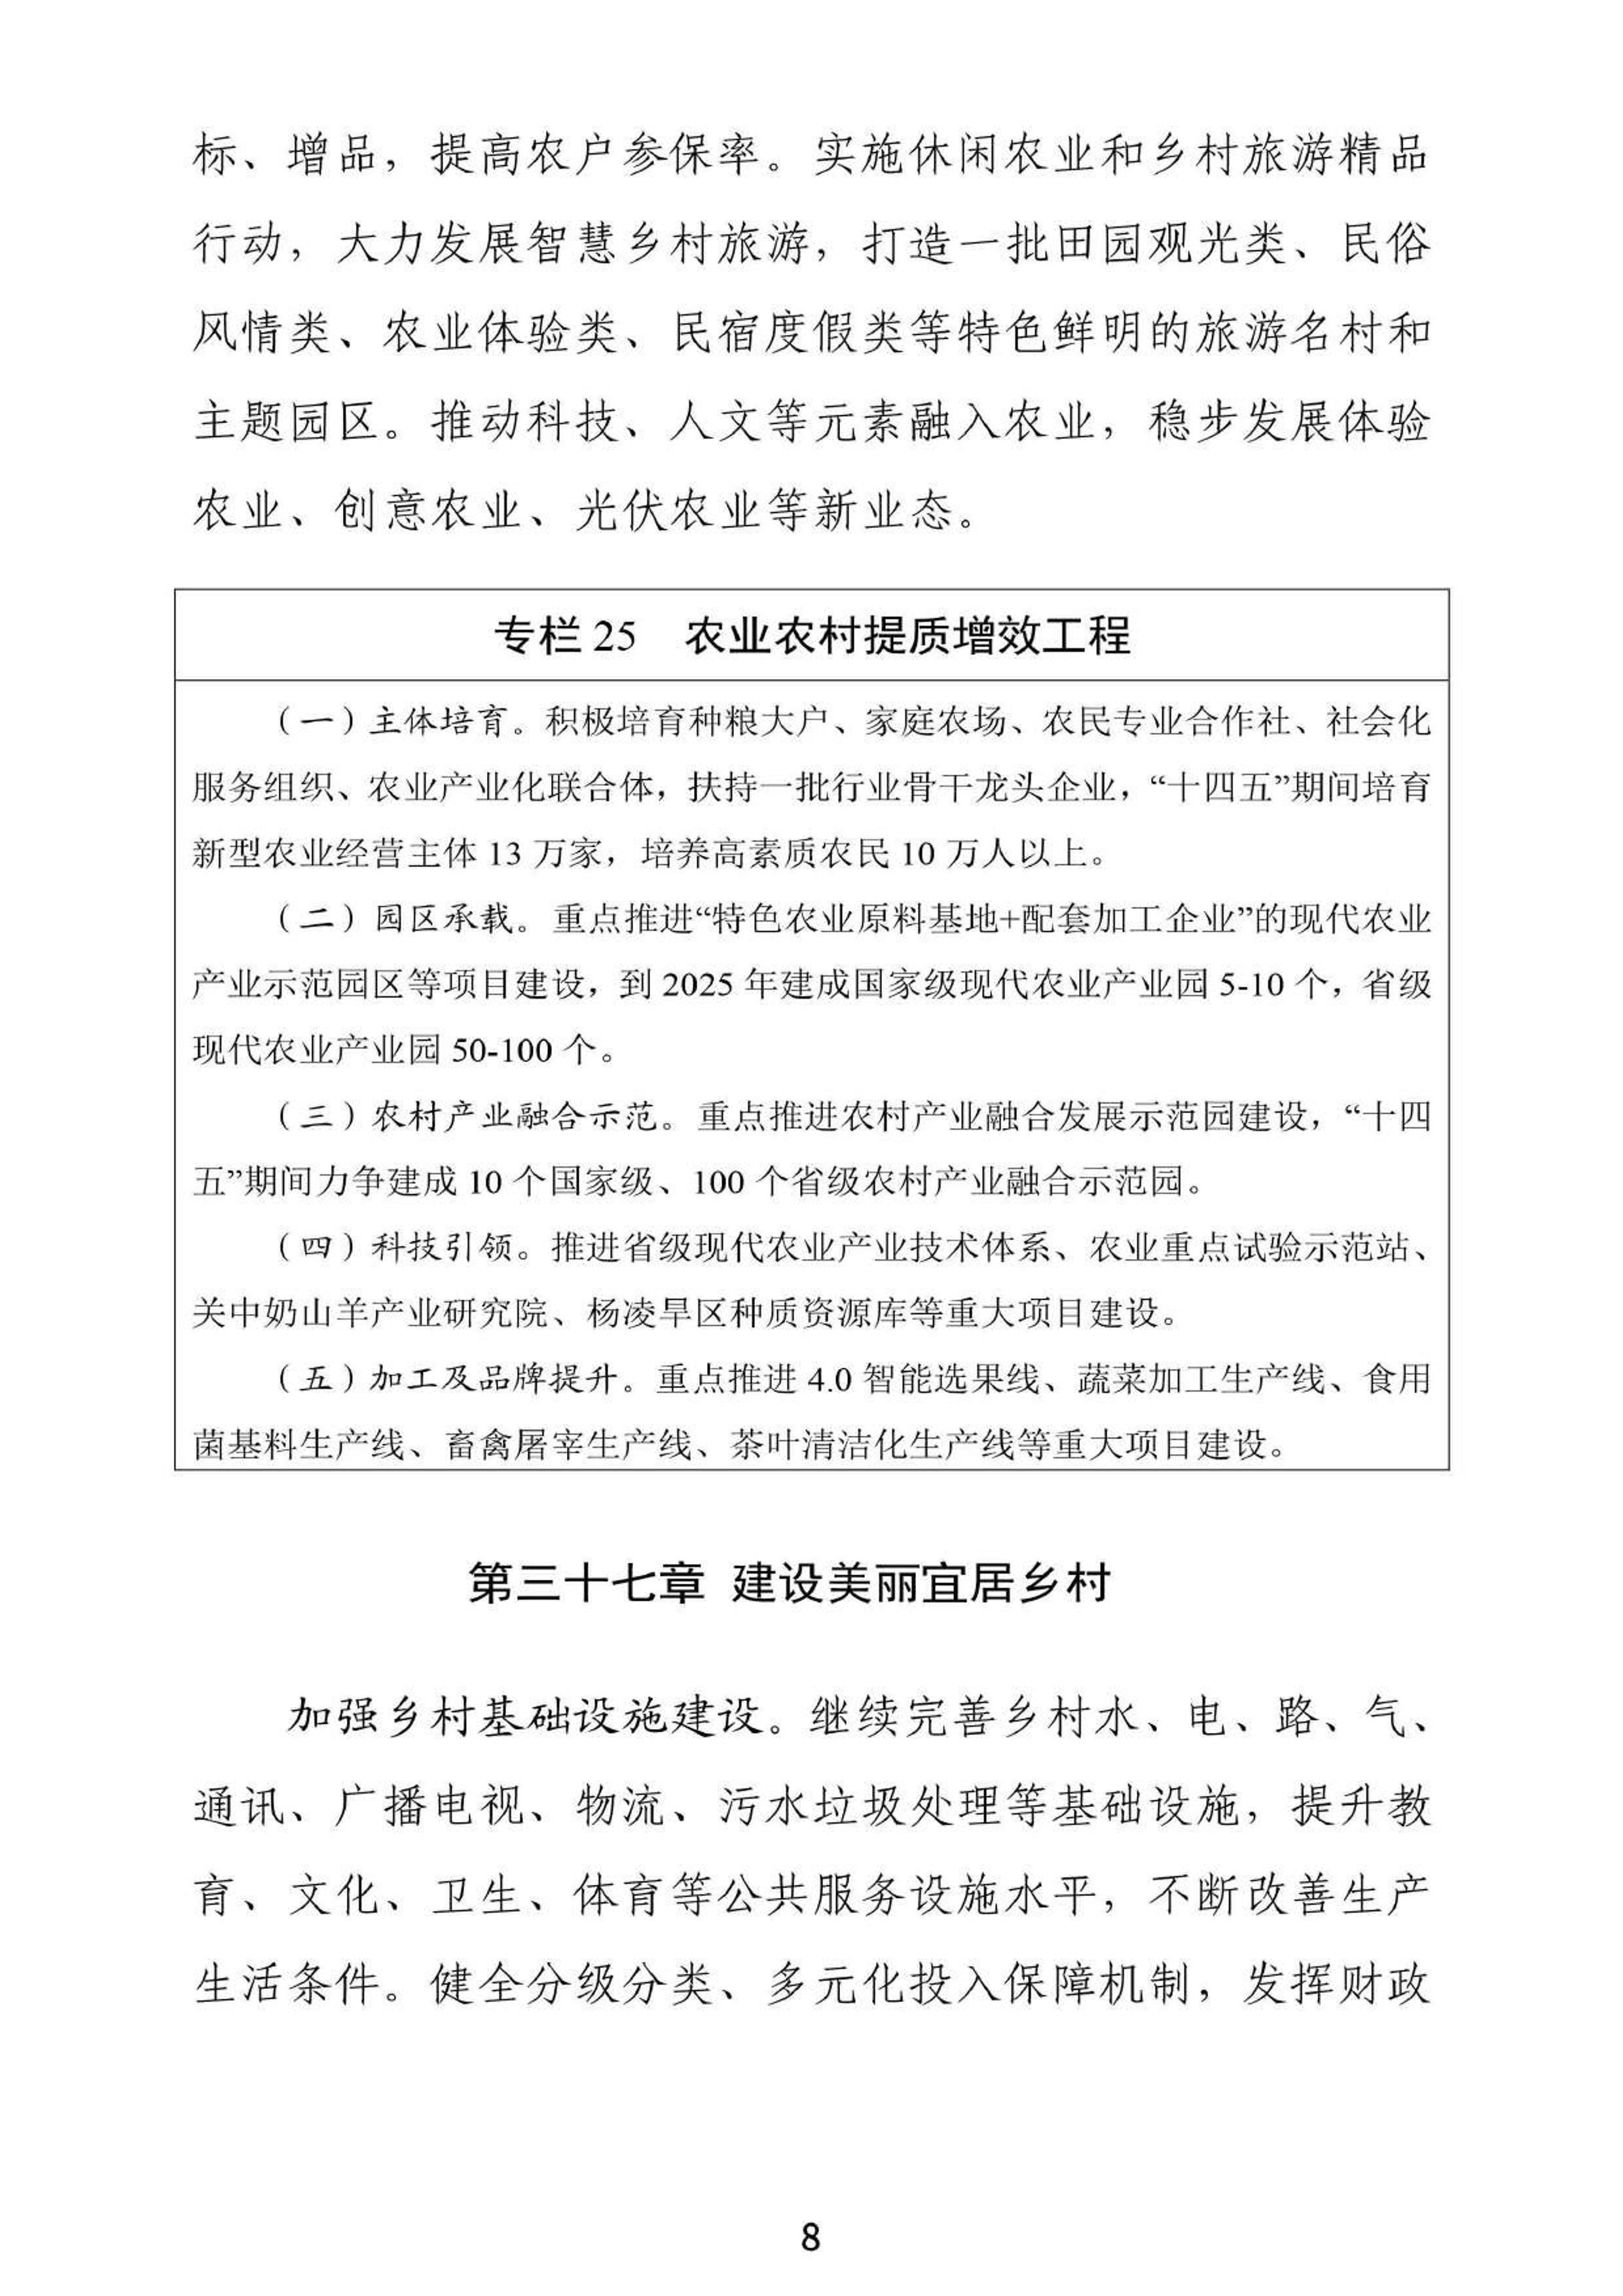 标、增品，提高农户参保率。实施休闲农业和乡村旅游精品
行动，大力发展智慧乡村旅游，打造一批田园观光类、民俗
风情类、农业体验类、民宿度假类等特色鲜明的旅游名村和
主题园区。推动科技、人文等元素融入农业，稳步发展体验
农业、创意农业、光伏农业等新业态。
专栏 25 农业农村提质增效工程
（一）主体培育。积极培育种粮大户、家庭农场、农民专业合作社、社会化
服务组织、农业产业化联合体，扶持一批行业骨干龙头企业，“十四五”期间培育
新型农业经营主体 13 万家，培养高素质农民 10 万人以上。
（二）园区承载。重点推进“特色农业原料基地+配套加工企业”的现代农业
产业示范园区等项目建设，到 2025 年建成国家级现代农业产业园 5-10 个，省级
现代农业产业园 50-100 个。
（三）农村产业融合示范。重点推进农村产业融合发展示范园建设，“十四
五”期间力争建成 10 个国家级、100 个省级农村产业融合示范园。
（四）科技引领。推进省级现代农业产业技术体系、农业重点试验示范站、
关中奶山羊产业研究院、杨凌旱区种质资源库等重大项目建设。
（五）加工及品牌提升。重点推进 4.0 智能选果线、蔬菜加工生产线、食用
菌基料生产线、畜禽屠宰生产线、茶叶清洁化生产线等重大项目建设。
第三十七章 建设美丽宜居乡村
加强乡村基础设施建设。继续完善乡村水、电、路、气、
通讯、广播电视、物流、污水垃圾处理等基础设施，提升教
育、文化、卫生、体育等公共服务设施水平，不断改善生产
生活条件。健全分级分类、多元化投入保障机制，发挥财政
8